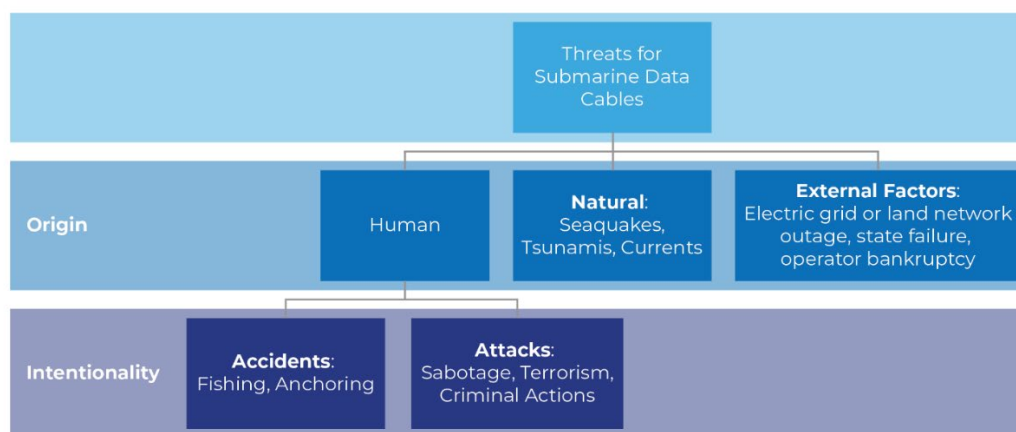 Threats for
Submarine Data
Cables
Origin
Human
Natural:
Seaquakes,
Tsunamis, Currents
External Factors:
Electric grid or land network
outage, state failure,
operator bankruptcy
Intentionality
Accidents:
Fishing, Anchoring
Attacks:
Sabotage, Terrorism,
Criminal Actions